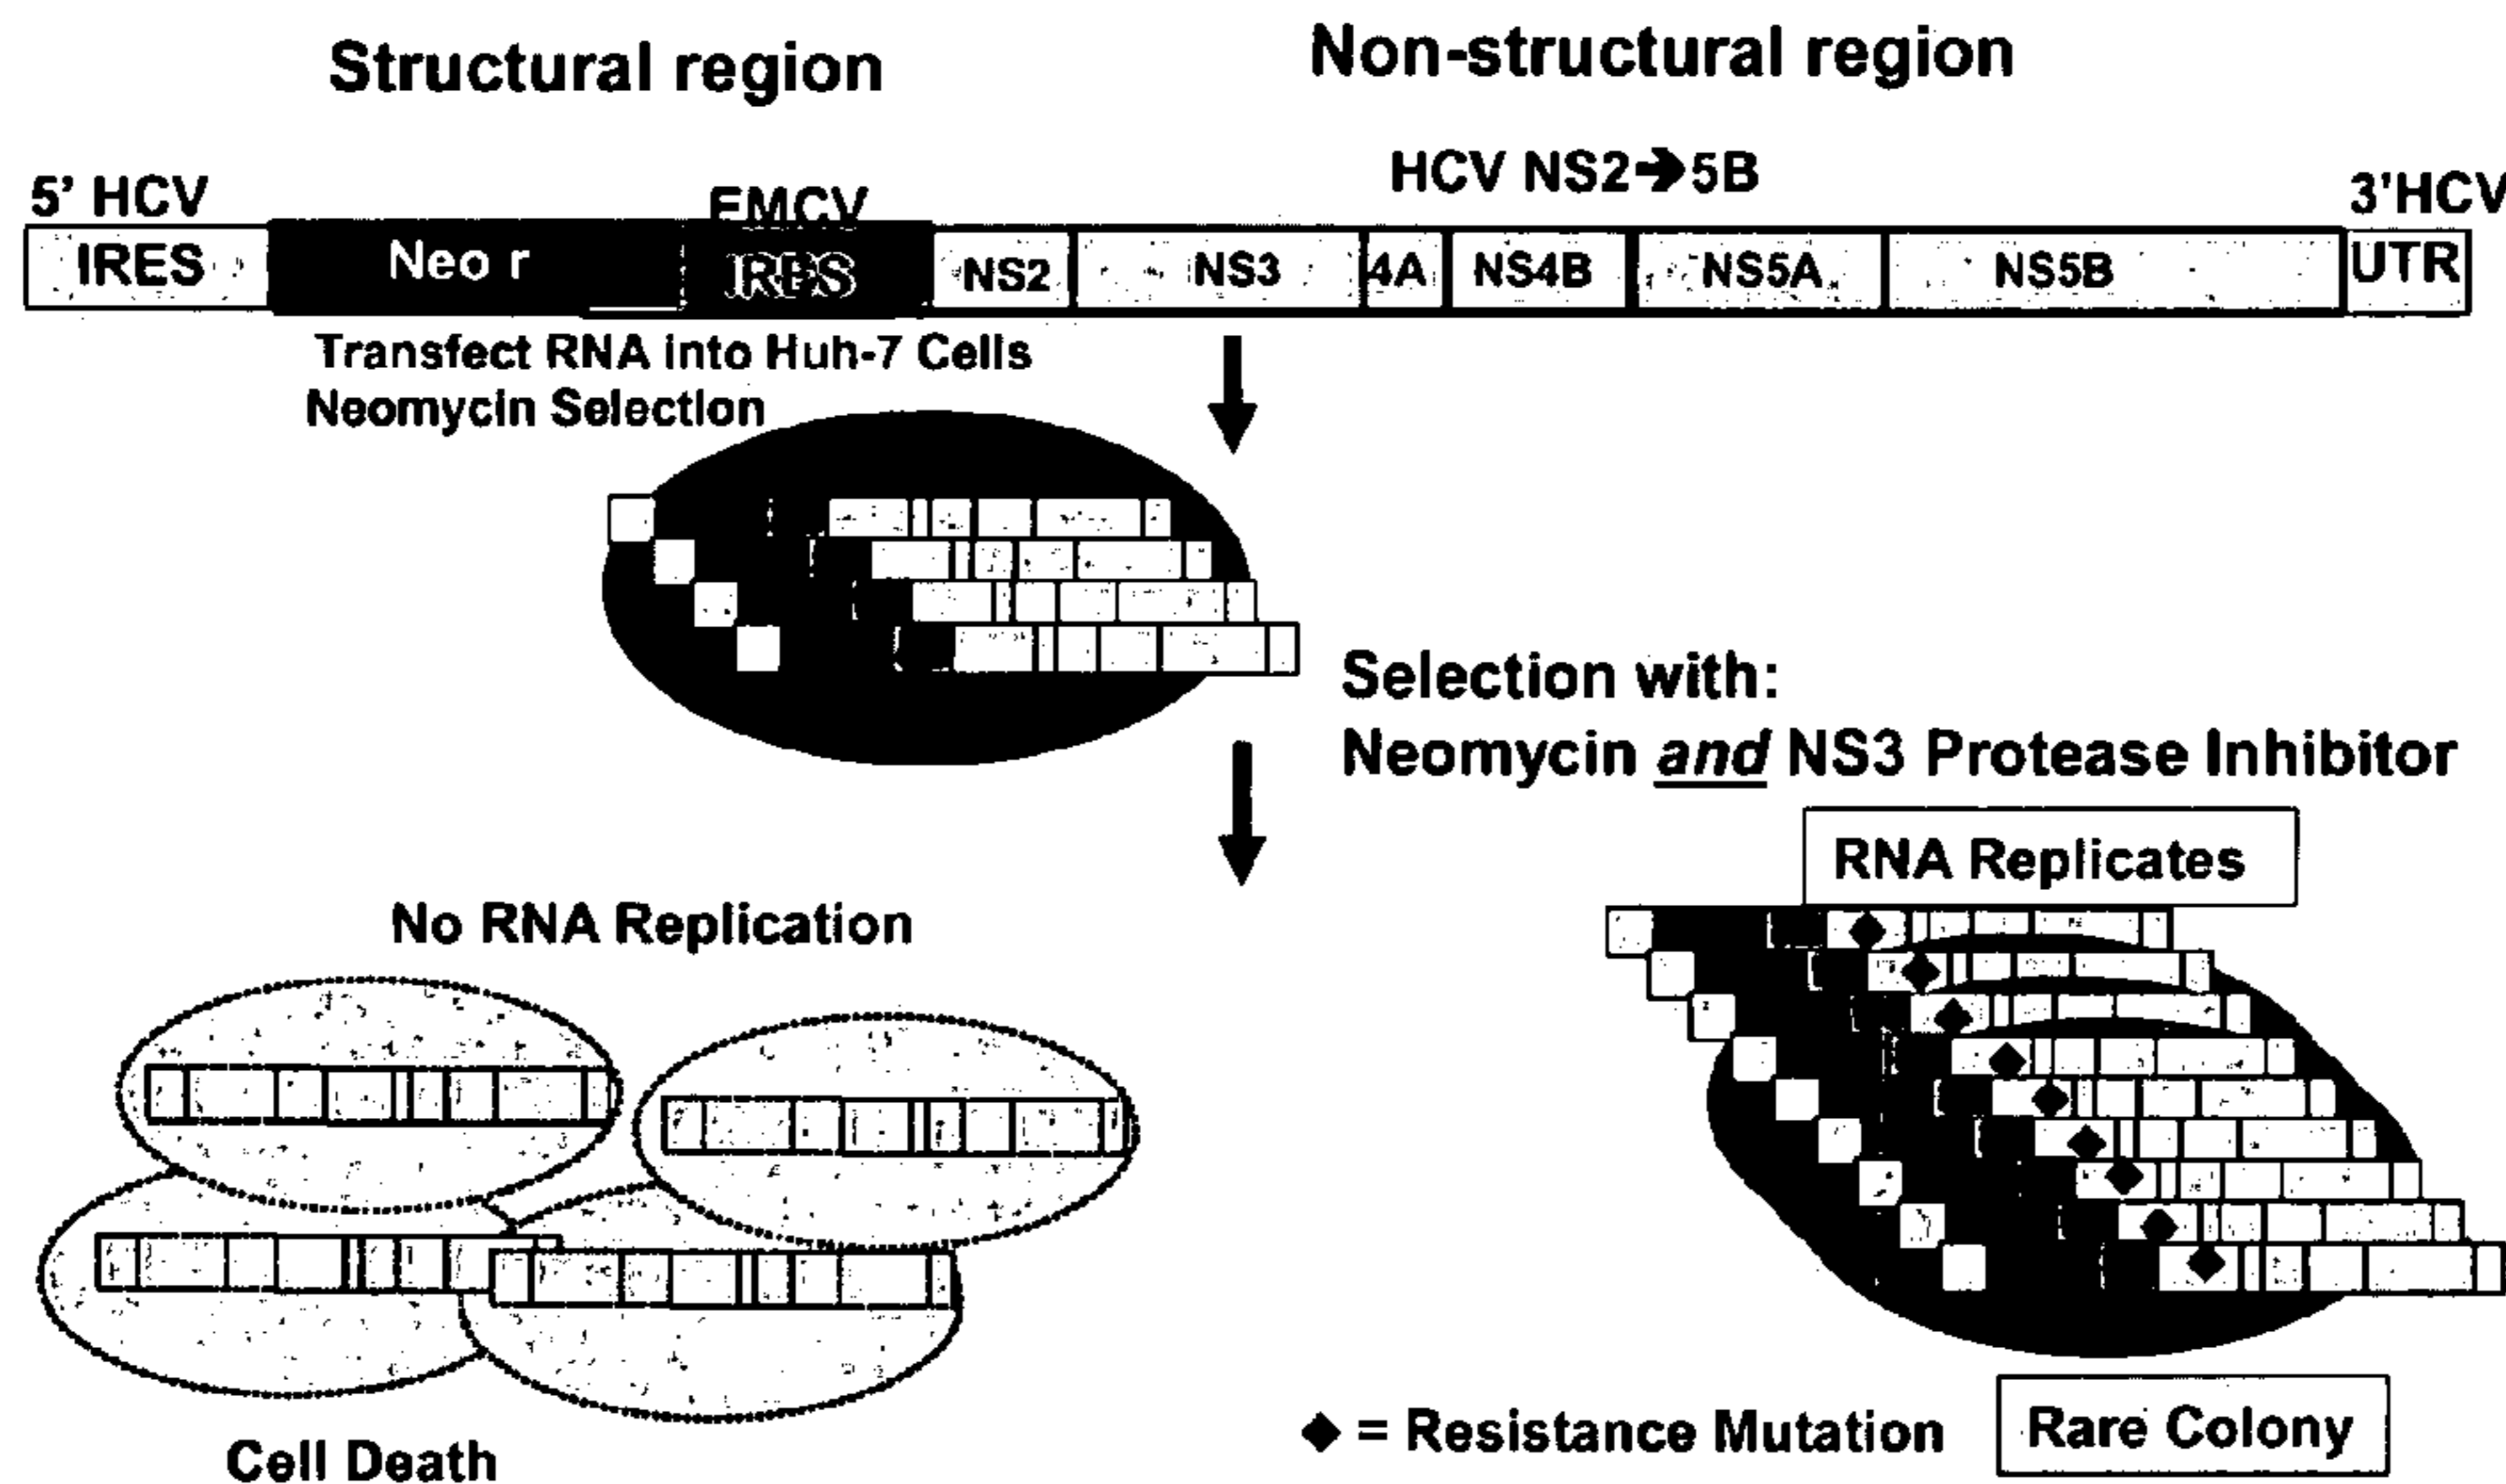 Structural region
Non-structural region
HCV NS2➔5B
5' HCV
EMCV
3'HCV
IRES
Neo r
IRES
NS2
NS3
4A
NS4B
NS5A
NS5B
UTR
Transfect RNA into Huh-7 Cells
Neomycin Selection
Selection with:
Neomycin and NS3 Protease Inhibitor
RNA Replicates
No RNA Replication
◆ = Resistance Mutation
Rare Colony
Cell Death